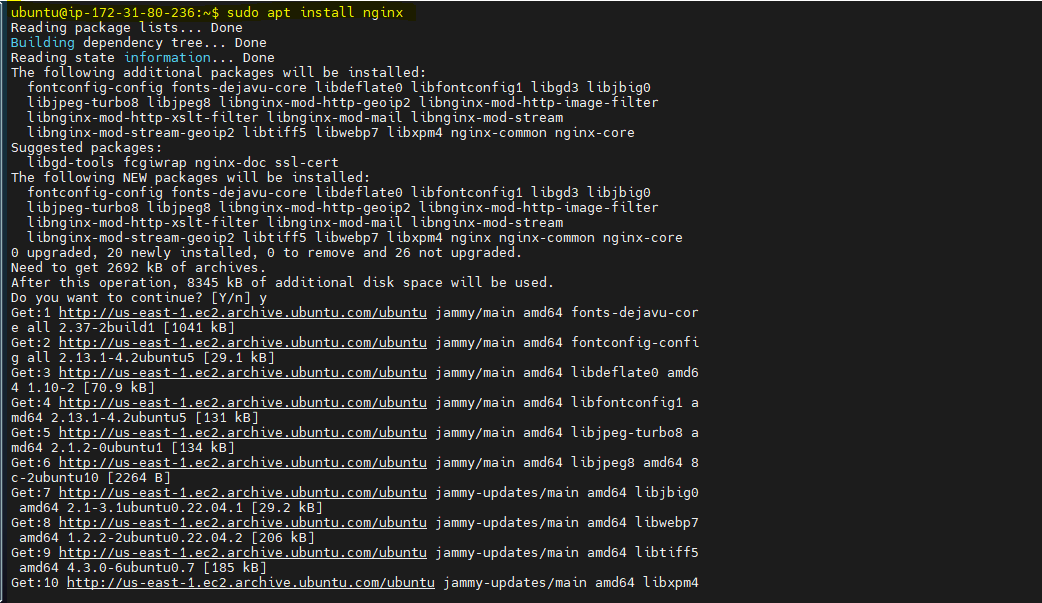 ubuntu@ip-172-31-80-236:~$ sudo apt install nginx
Reading package lists... Done
Building dependency tree... Done
Reading state information... Done
The following additional packages will be installed:
  fontconfig-config fonts-dejavu-core libdeflate0 libfontconfig1 libgd3 libjbig0
  libjpeg-turbo8 libjpeg8 libnginx-mod-http-geoip2 libnginx-mod-http-image-filter
  libnginx-mod-http-xslt-filter libnginx-mod-mail libnginx-mod-stream
  libnginx-mod-stream-geoip2 libtiff5 libwebp7 libxpm4 nginx-common nginx-core
Suggested packages:
  libgd-tools fcgiwrap nginx-doc ssl-cert
The following NEW packages will be installed:
  fontconfig-config fonts-dejavu-core libdeflate0 libfontconfig1 libgd3 libjbig0
  libjpeg-turbo8 libjpeg8 libnginx-mod-http-geoip2 libnginx-mod-http-image-filter
  libnginx-mod-http-xslt-filter libnginx-mod-mail libnginx-mod-stream
  libnginx-mod-stream-geoip2 libtiff5 libwebp7 libxpm4 nginx nginx-common nginx-core
0 upgraded, 20 newly installed, 0 to remove and 26 not upgraded.
Need to get 2692 kB of archives.
After this operation, 8345 kB of additional disk space will be used.
Do you want to continue? [Y/n] y
Get:1 http://us-east-1.ec2.archive.ubuntu.com/ubuntu jammy/main amd64 fonts-dejavu-cor
e all 2.37-2build1 [1041 kB]
Get:2 http://us-east-1.ec2.archive.ubuntu.com/ubuntu jammy/main amd64 fontconfig-confi
g all 2.13.1-4.2ubuntu5 [29.1 kB]
Get:3 http://us-east-1.ec2.archive.ubuntu.com/ubuntu jammy/main amd64 libdeflate0 amd6
4 1.10-2 [70.9 kB]
Get:4 http://us-east-1.ec2.archive.ubuntu.com/ubuntu jammy/main amd64 libfontconfig1 a
md64 2.13.1-4.2ubuntu5 [131 kB]
Get:5 http://us-east-1.ec2.archive.ubuntu.com/ubuntu jammy/main amd64 libjpeg-turbo8 a
md64 2.1.2-0ubuntu1 [134 kB]
Get:6 http://us-east-1.ec2.archive.ubuntu.com/ubuntu jammy/main amd64 libjpeg8 amd64 8
c-2ubuntu10 [2264 B]
Get:7 http://us-east-1.ec2.archive.ubuntu.com/ubuntu jammy-updates/main amd64 libjbig0
 amd64 2.1-3.1ubuntu0.22.04.1 [29.2 kB]
Get:8 http://us-east-1.ec2.archive.ubuntu.com/ubuntu jammy-updates/main amd64 libwebp7
 amd64 1.2.2-2ubuntu0.22.04.2 [206 kB]
Get:9 http://us-east-1.ec2.archive.ubuntu.com/ubuntu jammy-updates/main amd64 libtiff5
 amd64 4.3.0-6ubuntu0.7 [185 kB]
Get:10 http://us-east-1.ec2.archive.ubuntu.com/ubuntu jammy-updates/main amd64 libxpm4